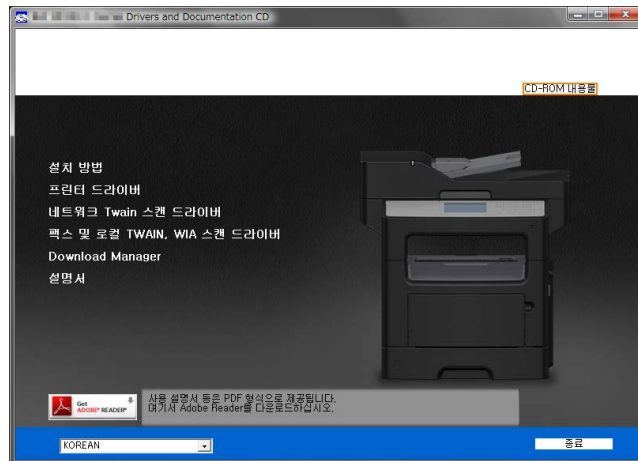 Drivers and Documentation CD
CD-ROM 내용물
설치 방법
프린터 드라이버
네트워크 Twain 스캔 드라이버
팩스 및 로컬 TWAIN, WIA 스캔 드라이버
Download Manager
설명서
Get
ADOBE® READER®
사용 설명서 등은 PDF 형식으로 제공됩니다.
여기서 Adobe Reader를 다운로드하십시오.
KOREAN
종료